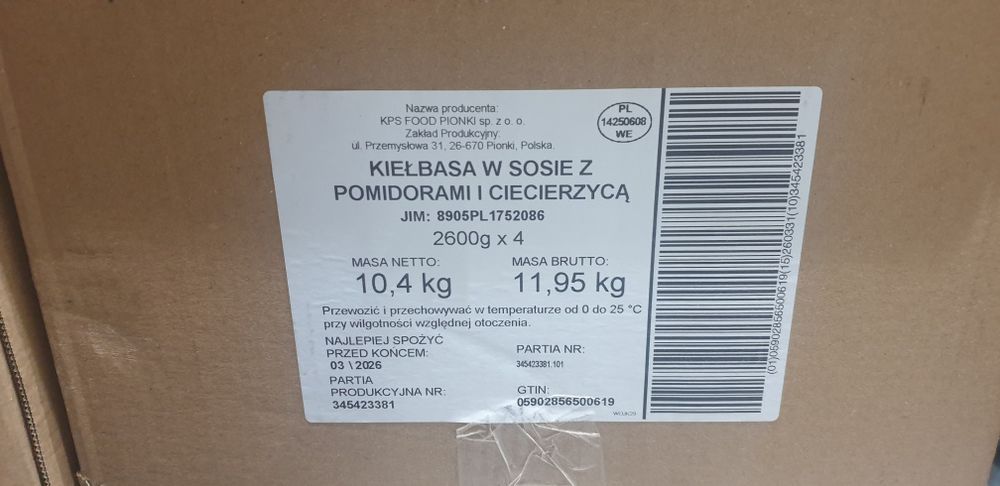 Nazwa producenta:
KPS FOOD PIONKI sp. z o. o.
Zakład Produkcyjny:
ul. Przemysłowa 31, 26-670 Pionki, Polska.
PL
14250608
WE
KIEŁBASA W SOSIE Z
POMIDORAMI I CIECIERZYCĄ
JIM: 8905PL1752086
2600g x 4
MASA NETTO:
10,4 kg
MASA BRUTTO:
11,95 kg
Przewozić i przechowywać w temperaturze od 0 do 25 °C
przy wilgotności względnej otoczenia.
NAJLEPIEJ SPOŻYĆ
PRZED KOŃCEM:
03 \ 2026
PARTIA NR:
345423381.101
PARTIA
PRODUKCYJNA NR:
345423381
GTIN:
05902856500619
(01)05902856500619(15)260331(10)345423381